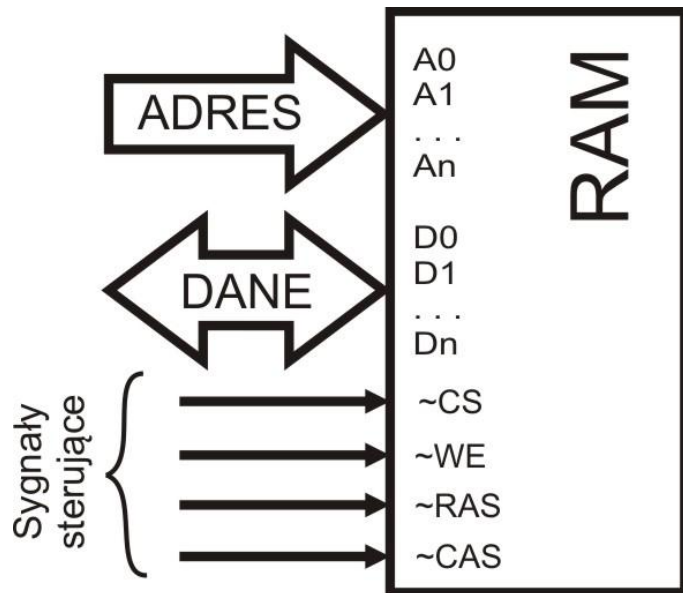 ADRES
A0
A1
. . .
An
RAM
DANE
D0
D1
. . .
Dn
Sygnały
sterujące
~CS
~WE
~RAS
~CAS